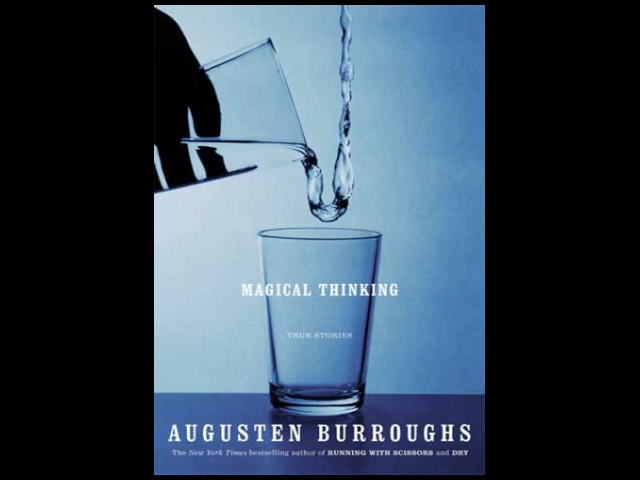 MAGICAL THINKING
TRUE STORIES
AUGUSTEN BURROUGHS
The New York Times bestselling author of RUNNING WITH SCISSORS and DRY